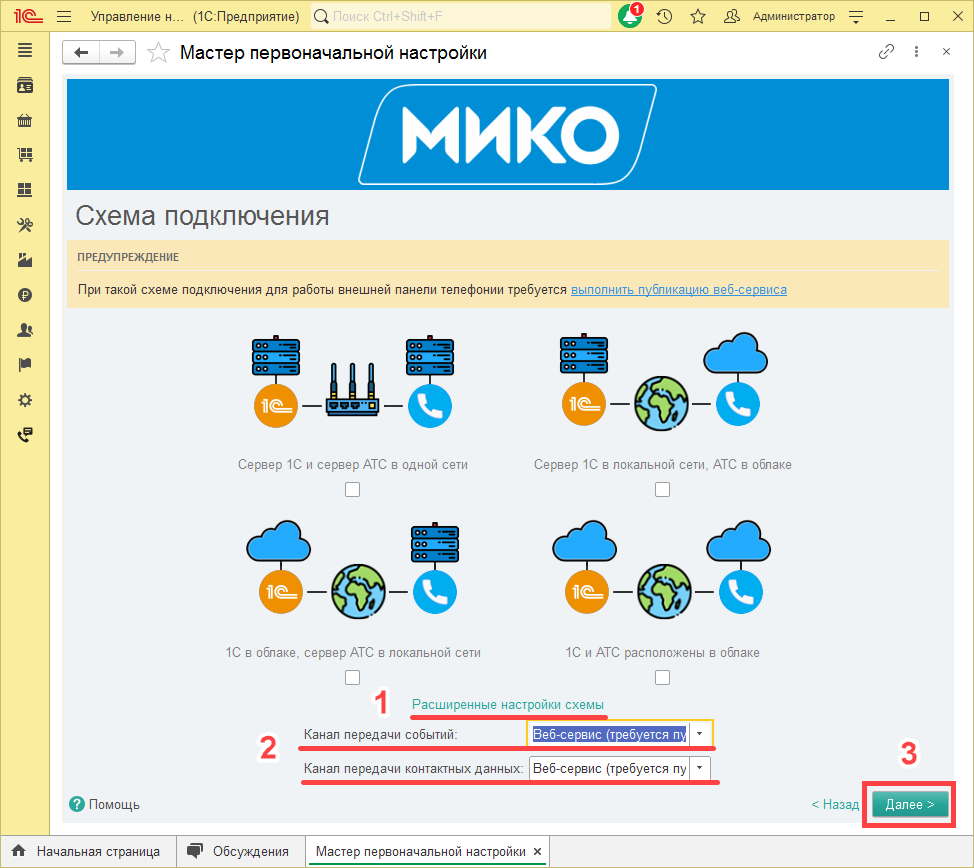 1С Управление н... (1С:Предприятие) Поиск Ctrl+Shift+F 1 Администратор
Мастер первоначальной настройки
МИКО
Схема подключения
ПРЕДУПРЕЖДЕНИЕ
При такой схеме подключения для работы внешней панели телефонии требуется выполнить публикацию веб-сервиса
1С 1С
Сервер 1С и сервер АТС в одной сети Сервер 1С в локальной сети, АТС в облаке
1С 1С
1С в облаке, сервер АТС в локальной сети 1С и АТС расположены в облаке
1 Расширенные настройки схемы
2 Канал передачи событий: Веб-сервис (требуется пу
Канал передачи контактных данных: Веб-сервис (требуется пу
3
? Помощь < Назад Далее >
Начальная страница Обсуждения Мастер первоначальной настройки ×